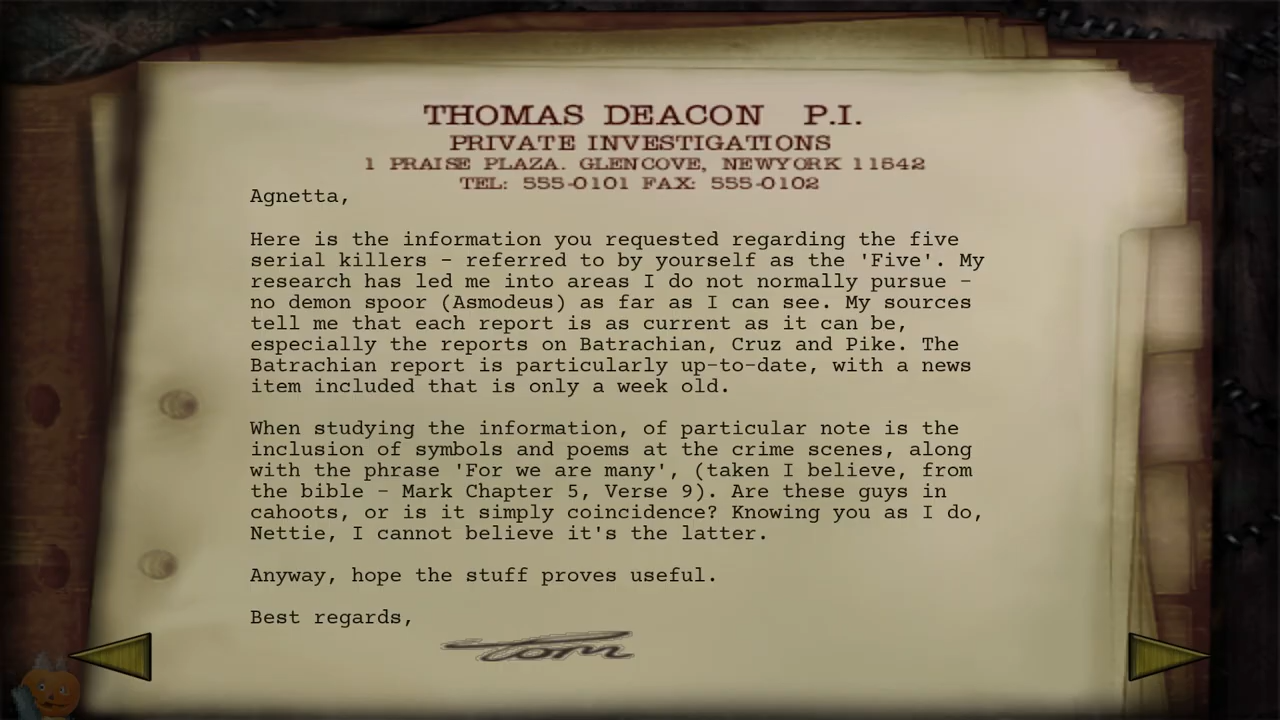 THOMAS DEACON P.I.
PRIVATE INVESTIGATIONS
1 PRAISE PLAZA. GLENCOVE, NEWYORK 11542
TEL: 555-0101 FAX: 555-0102
Agnetta,
Here is the information you requested regarding the five
serial killers - referred to by yourself as the 'Five'. My
research has led me into areas I do not normally pursue -
no demon spoor (Asmodeus) as far as I can see. My sources
tell me that each report is as current as it can be,
especially the reports on Batrachian, Cruz and Pike. The
Batrachian report is particularly up-to-date, with a news
item included that is only a week old.
When studying the information, of particular note is the
inclusion of symbols and poems at the crime scenes, along
with the phrase 'For we are many', (taken I believe, from
the bible - Mark Chapter 5, Verse 9). Are these guys in
cahoots, or is it simply coincidence? Knowing you as I do,
Nettie, I cannot believe it's the latter.
Anyway, hope the stuff proves useful.
Best regards,
Tom